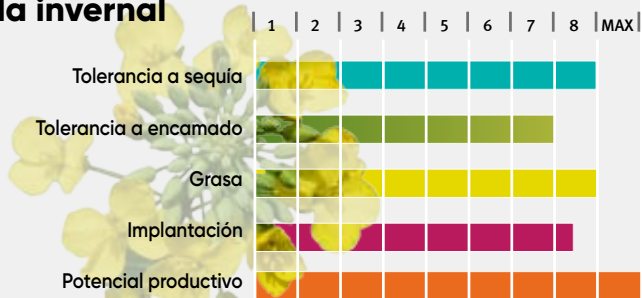 la invernal
1 2 3 4 5 6 7 8 MAX
Tolerancia a sequía
Tolerancia a encamado
Grasa
Implantación
Potencial productivo